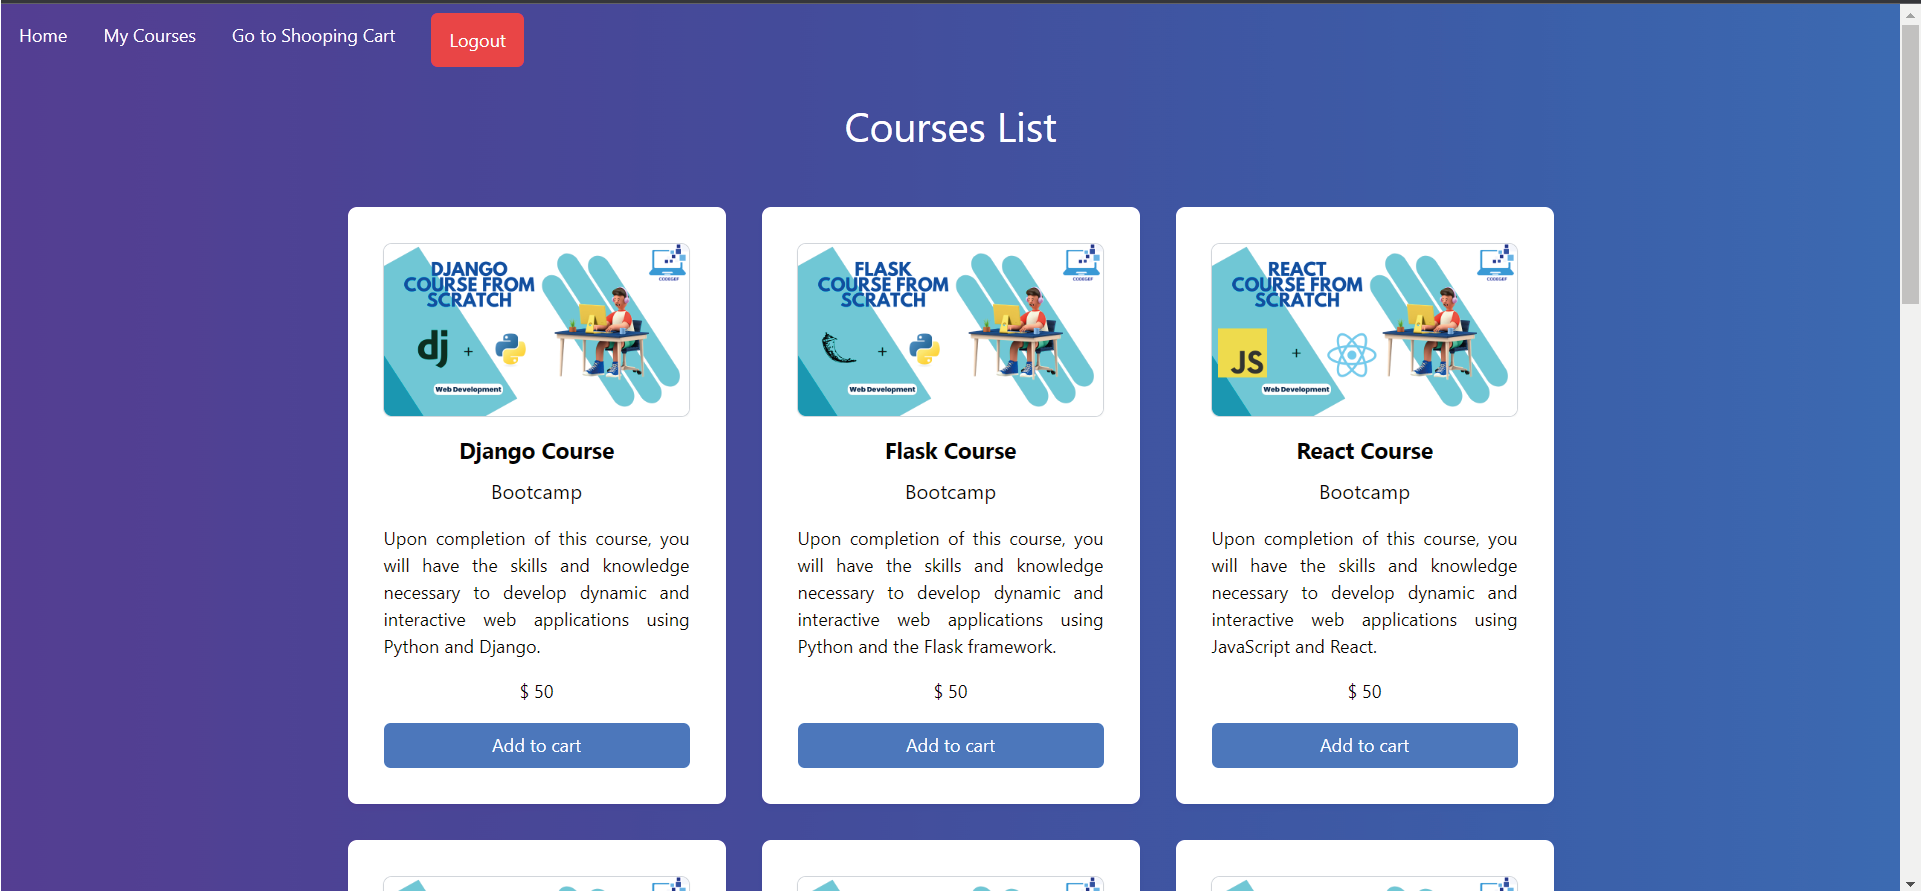 Home My Courses Go to Shooping Cart Logout
Courses List
DJANGO
COURSE FROM
SCRATCH
CODEGEF
dj +
Web Development
Django Course
Bootcamp
Upon completion of this course, you
will have the skills and knowledge
necessary to develop dynamic and
interactive web applications using
Python and Django.
$ 50
Add to cart
FLASK
COURSE FROM
SCRATCH
CODEGEF
+
Web Development
Flask Course
Bootcamp
Upon completion of this course, you
will have the skills and knowledge
necessary to develop dynamic and
interactive web applications using
Python and the Flask framework.
$ 50
Add to cart
REACT
COURSE FROM
SCRATCH
CODEGEF
JS +
Web Development
React Course
Bootcamp
Upon completion of this course, you
will have the skills and knowledge
necessary to develop dynamic and
interactive web applications using
JavaScript and React.
$ 50
Add to cart